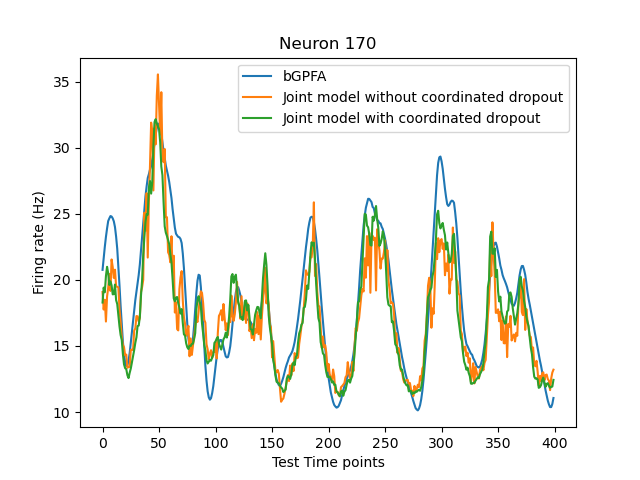 Neuron 170
bGPFA
Joint model without coordinated dropout
Joint model with coordinated dropout
Firing rate (Hz)
35
30
25
20
15
10
0 50 100 150 200 250 300 350 400
Test Time points